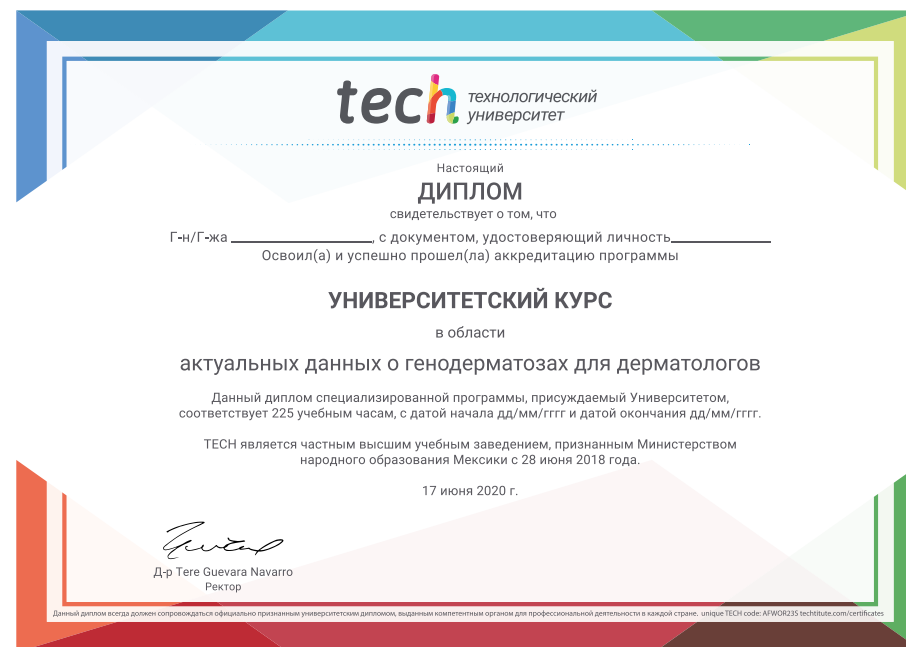 tech технологический
университет
Настоящий
ДИПЛОМ
свидетельствует о том, что
Г-н/Г-жа ____________________, с документом, удостоверяющий личность______________
Освоил(а) и успешно прошел(ла) аккредитацию программы
УНИВЕРСИТЕТСКИЙ КУРС
в области
актуальных данных о генодерматозах для дерматологов
Данный диплом специализированной программы, присуждаемый Университетом,
соответствует 225 учебным часам, с датой начала дд/мм/гггг и датой окончания дд/мм/гггг.
TECH является частным высшим учебным заведением, признанным Министерством
народного образования Мексики с 28 июня 2018 года.
17 июня 2020 г.
Д-р Tere Guevara Navarro
Ректор
Данный диплом всегда должен сопровождаться официально признанным университетским дипломом, выданным компетентным органом для профессиональной деятельности в каждой стране. unique TECH code: AFWOR23S techtitute.com/certificates